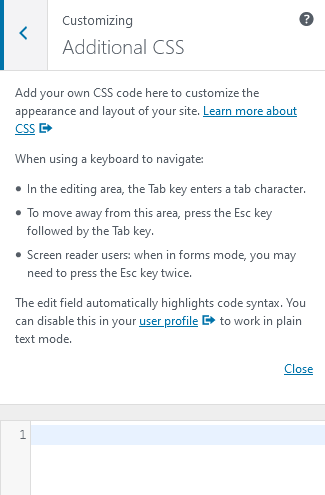 Customizing
Additional CSS
?
Add your own CSS code here to customize the
appearance and layout of your site. Learn more about
CSS
When using a keyboard to navigate:
• In the editing area, the Tab key enters a tab character.
• To move away from this area, press the Esc key
followed by the Tab key.
• Screen reader users: when in forms mode, you may
need to press the Esc key twice.
The edit field automatically highlights code syntax. You
can disable this in your user profile to work in plain
text mode.
Close
1